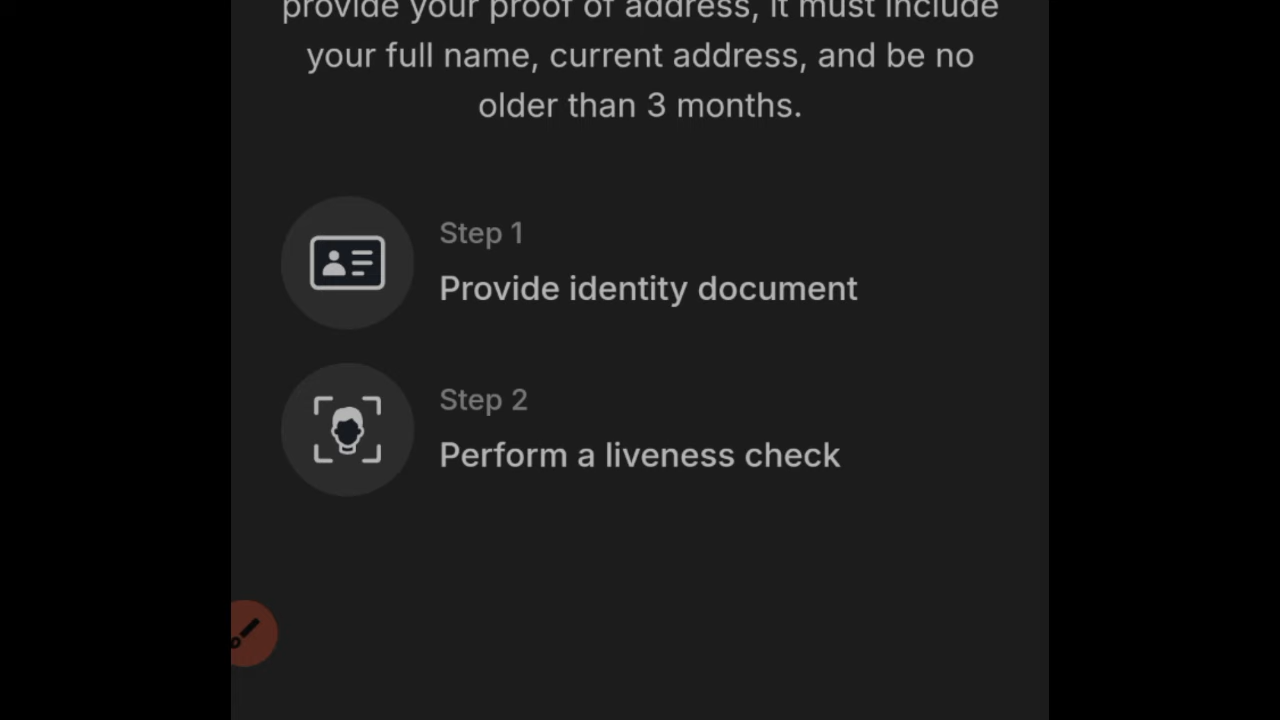 provide your proof of address, it must include
your full name, current address, and be no
older than 3 months.
Step 1
Provide identity document
Step 2
Perform a liveness check